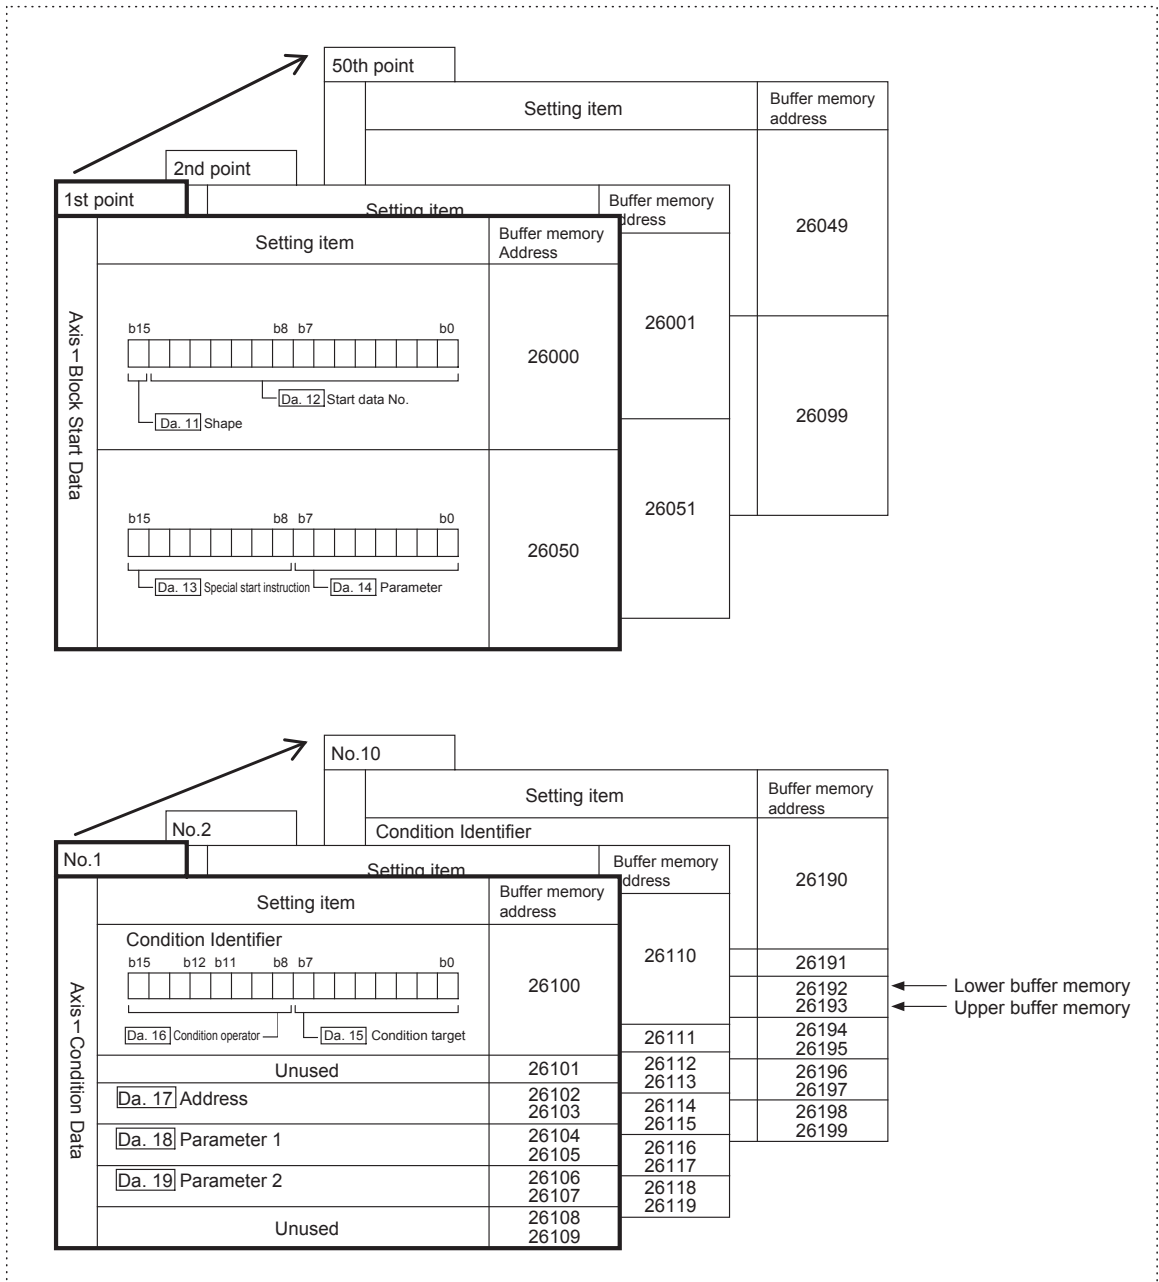 50th point
Setting item
Buffer memory
address
26049
26099
2nd point
Setting item
Buffer memory
address
26001
26051
1st point
Setting item
Buffer memory
Address
Axis 1 Block Start Data
b15 b8 b7 b0
Da. 12 Start data No.
Da. 11 Shape
26000
b15 b8 b7 b0
Da. 13 Special start instruction Da. 14 Parameter
26050
No.10
Setting item
Buffer memory
address
Condition Identifier
26190
26191
26192
26193
Lower buffer memory
Upper buffer memory
26194
26195
26196
26197
26198
26199
No.2
Setting item
Buffer memory
address
26110
26111
26112
26113
26114
26115
26116
26117
26118
26119
No.1
Setting item
Buffer memory
address
Axis 1 Condition Data
Condition Identifier
b15 b12 b11 b8 b7 b0
Da. 16 Condition operator Da. 15 Condition target
26100
Unused
26101
Da. 17 Address
26102
26103
Da. 18 Parameter 1
26104
26105
Da. 19 Parameter 2
26106
26107
Unused
26108
26109